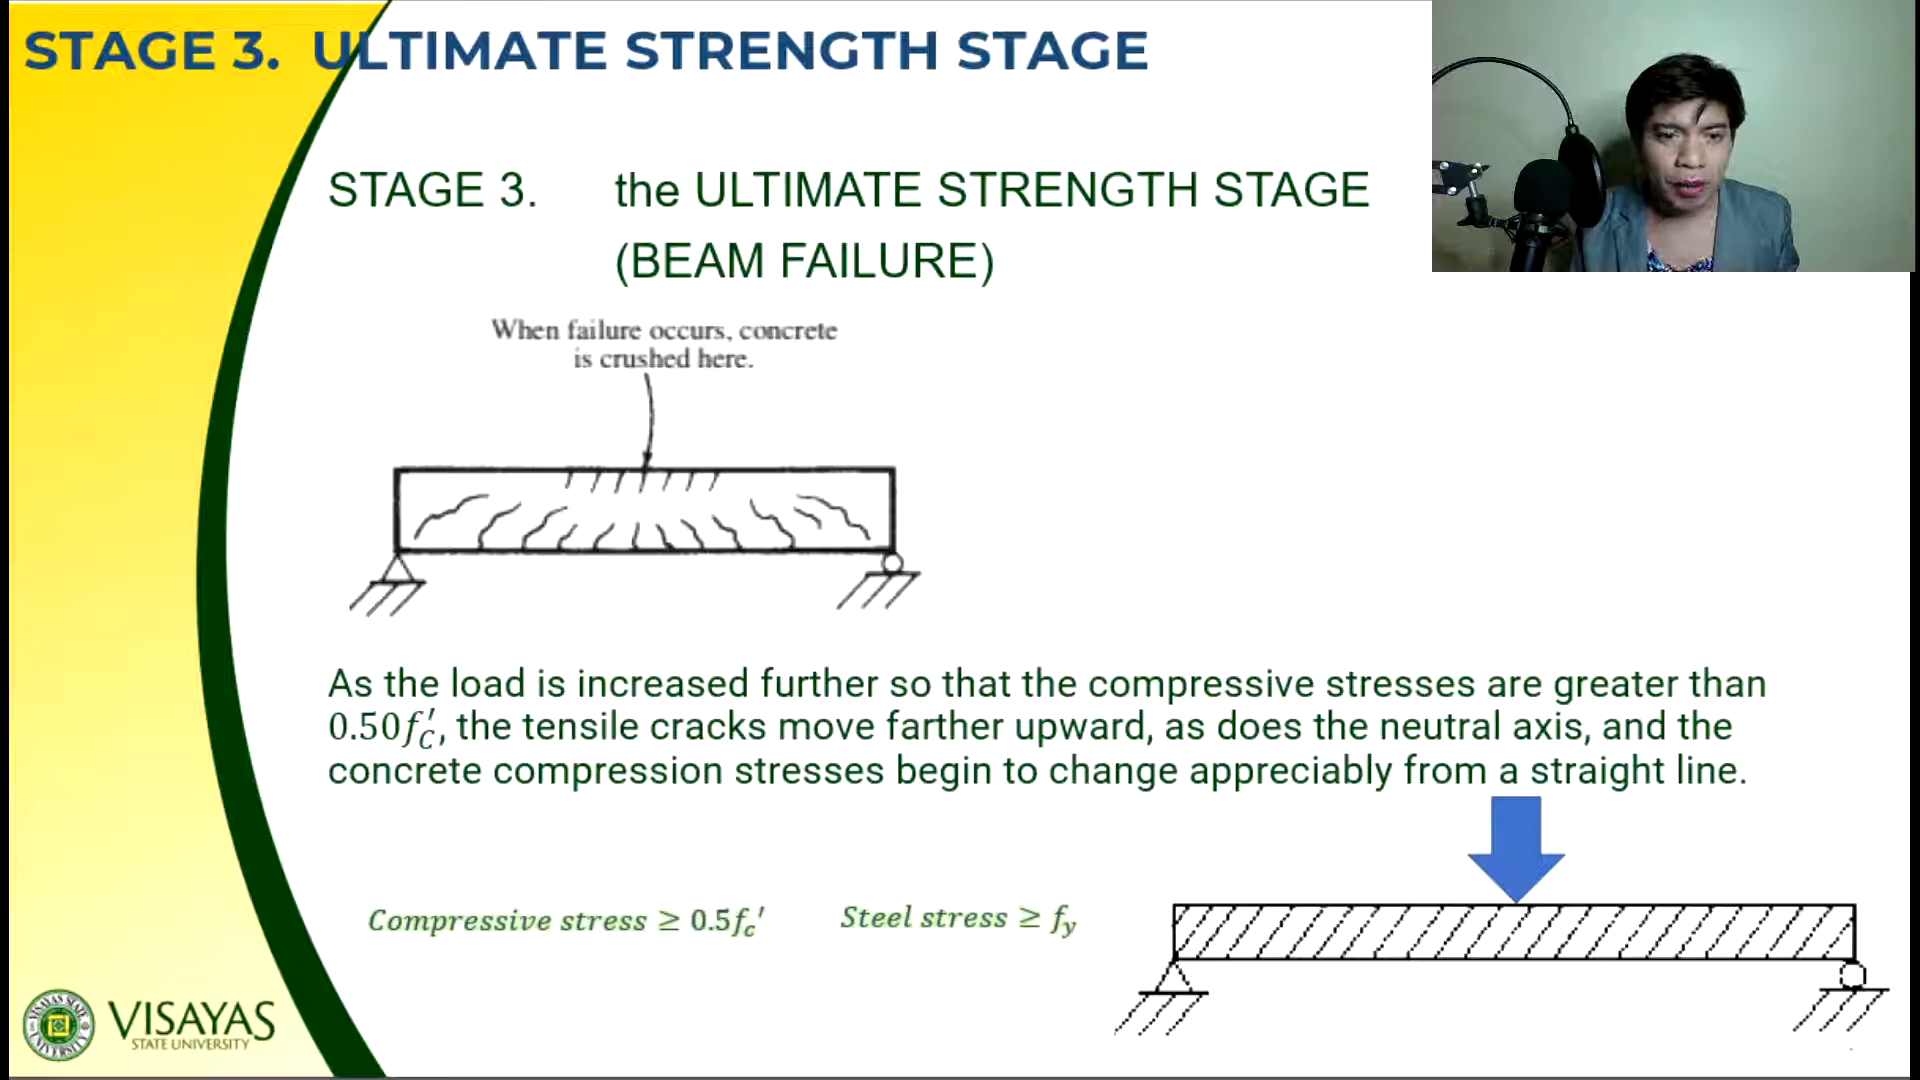 STAGE 3. ULTIMATE STRENGTH STAGE
STAGE 3. the ULTIMATE STRENGTH STAGE
(BEAM FAILURE)
When failure occurs, concrete
is crushed here.
As the load is increased further so that the compressive stresses are greater than
0.50f′c, the tensile cracks move farther upward, as does the neutral axis, and the
concrete compression stresses begin to change appreciably from a straight line.
Compressive stress ≥ 0.5fc′ Steel stress ≥ fy
VISAYAS STATE UNIVERSITY
VISAYAS
STATE UNIVERSITY